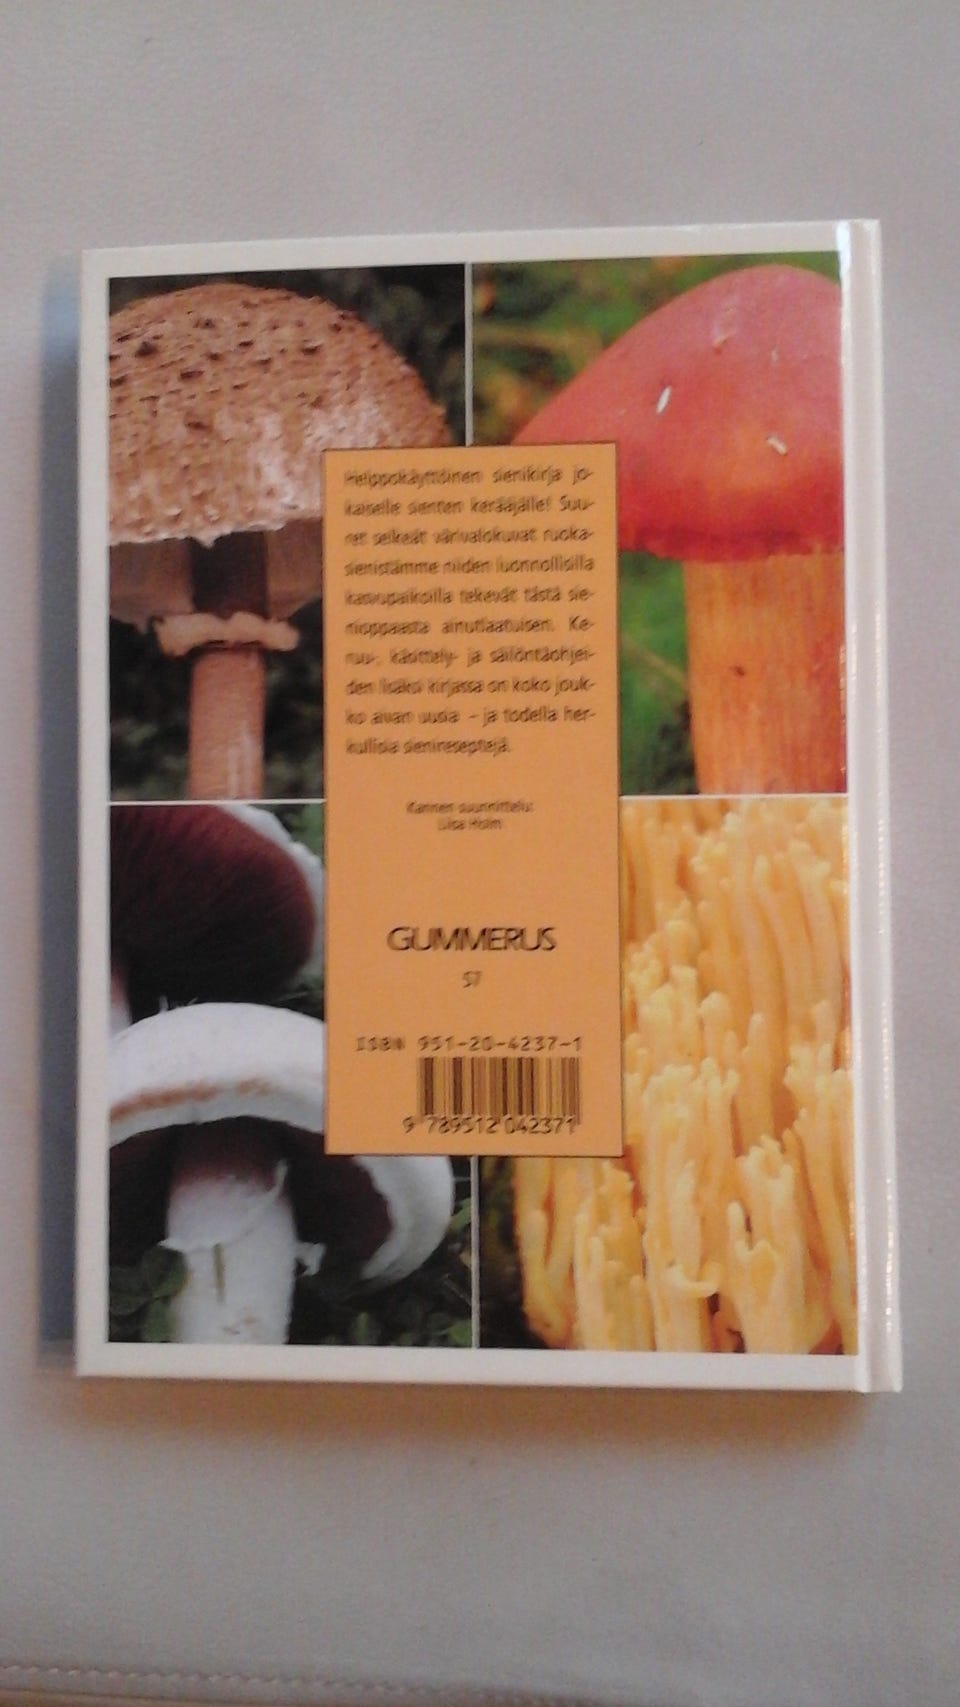 Helppokäyttöinen sienikirja jo-
kaiselle sienten kerääjälle! Suu-
ret selkeät värivalokuvat ruoka-
sienistämme niiden luonnollisilla
kasvupaikoilla tekevät tästä sie-
nioppaasta ainutlaatuisen. Ke-
ruu-, käsittely- ja säilöntäohjei-
den lisäksi kirjassa on koko jouk-
ko aivan uusia – ja todella her-
kullisia sienireseptejä.
Kannen suunnittelu:
Liisa Holm
GUMMERUS
57
ISBN 951-20-4237-1
9 789512 042371